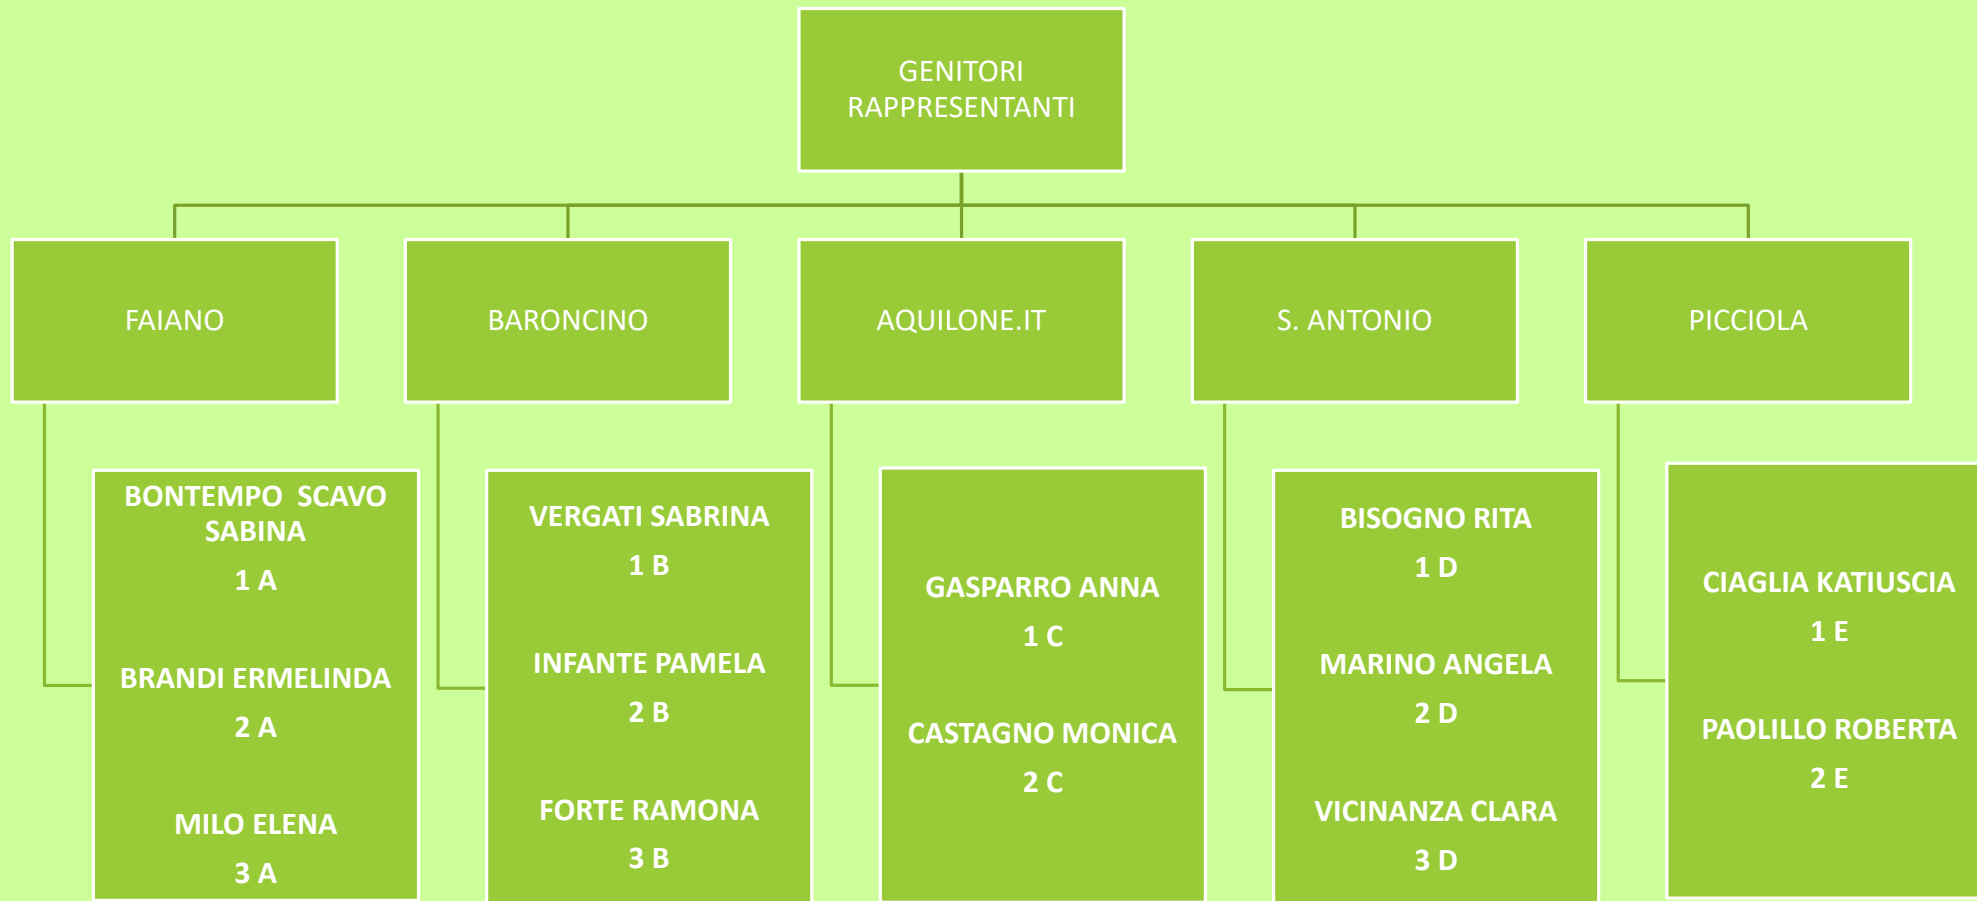 GENITORI
RAPPRESENTANTI
FAIANO
BARONCINO
AQUILONE.IT
S. ANTONIO
PICCIOLA
BONTEMPO  SCAVO
SABINA
1 A
BRANDI ERMELINDA
2 A
MILO ELENA
3 A
VERGATI SABRINA
1 B
INFANTE PAMELA
2 B
FORTE RAMONA
3 B
GASPARRO ANNA
1 C
CASTAGNO MONICA
2 C
BISOGNO RITA
1 D
MARINO ANGELA
2 D
VICINANZA CLARA
3 D
CIAGLIA KATIUSCIA
1 E
PAOLILLO ROBERTA
2 E